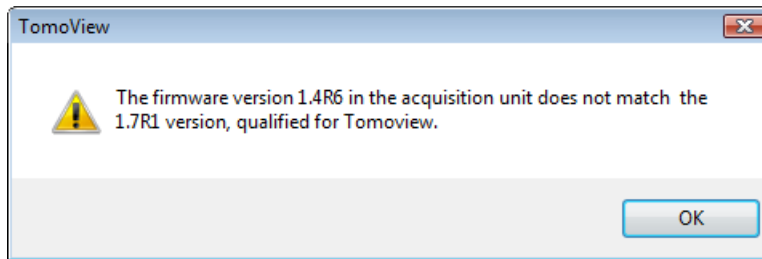 TomoView
The firmware version 1.4R6 in the acquisition unit does not match  the
1.7R1 version, qualified for Tomoview.
OK